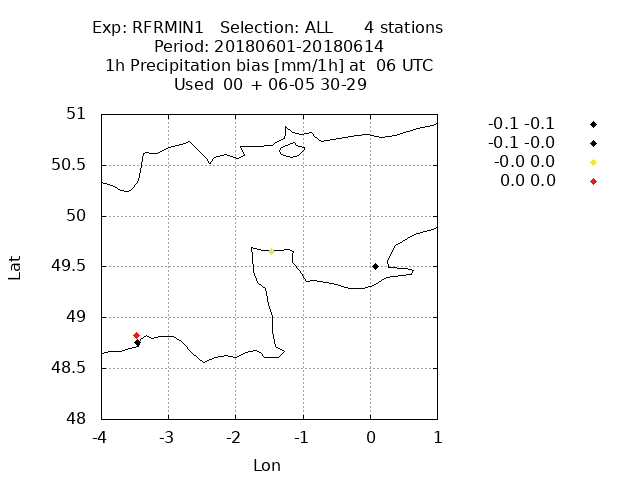 Exp: RFRMIN1   Selection: ALL      4 stations
Period: 20180601-20180614
1h Precipitation bias [mm/1h] at  06 UTC
Used  00 + 06-05 30-29
-0.1 -0.1
-0.1 -0.0
-0.0 0.0
0.0 0.0
51
50.5
50
49.5
49
48.5
48
Lat
-4 -3 -2 -1 0 1
Lon